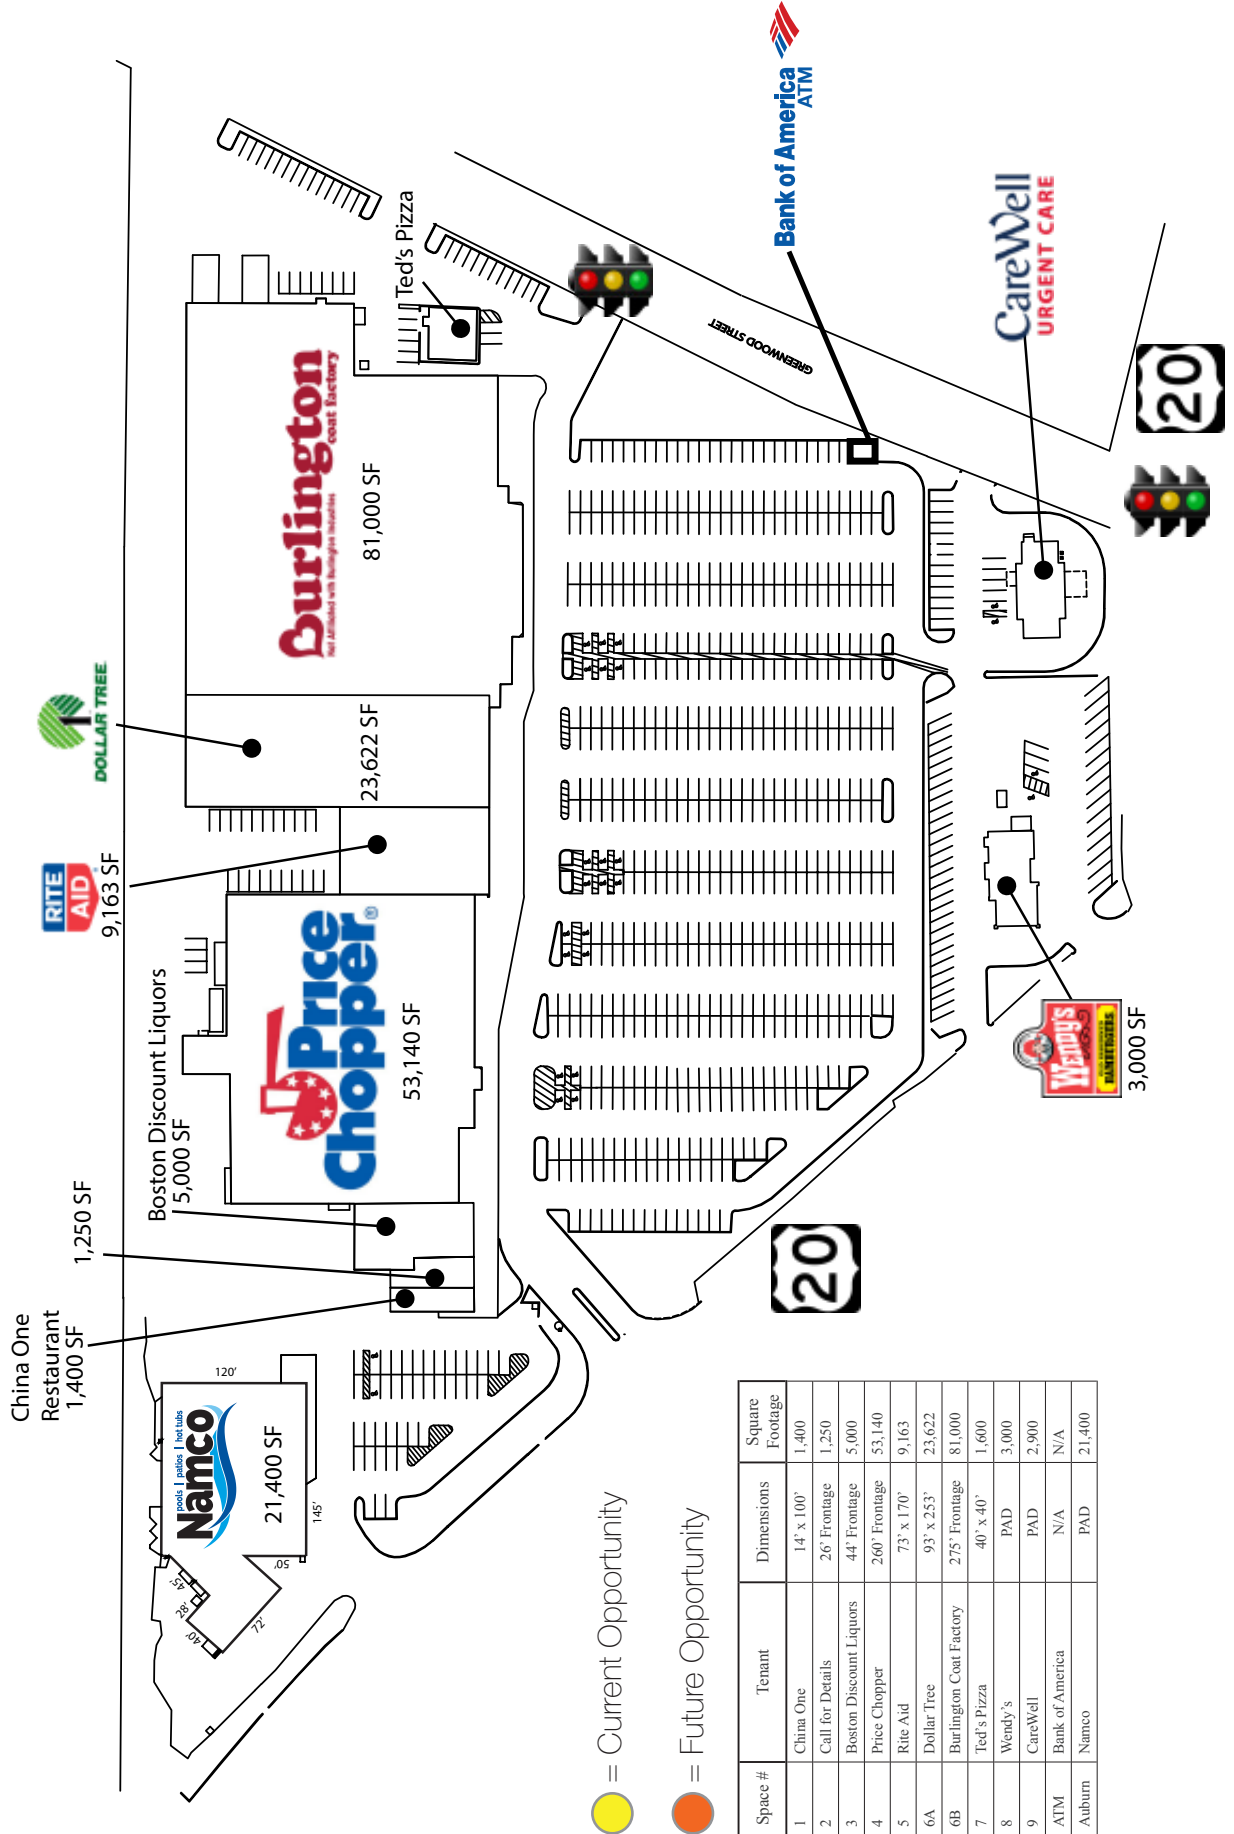 China One
Restaurant
1,400 SF
1,250 SF
Boston Discount Liquors
5,000 SF
RITE
AID
9,163 SF
DOLLAR TREE
23,622 SF
pools | patios | hot tubs
Namco
21,400 SF
120'
145'
50'
72'
45'
28'
40'
Price
Chopper®
53,140 SF
Burlington
coat factory
Not Affiliated with Burlington Industries
81,000 SF
Ted's Pizza
GREENWOOD STREET
Bank of America
ATM
CareWell
URGENT CARE
20
20
WENDY'S
HAMBURGERS
3,000 SF
= Current Opportunity
= Future Opportunity
Space # Tenant Dimensions Square Footage
1 China One 14' x 100' 1,400
2 Call for Details 26' Frontage 1,250
3 Boston Discount Liquors 44' Frontage 5,000
4 Price Chopper 260' Frontage 53,140
5 Rite Aid 73' x 170' 9,163
6A Dollar Tree 93' x 253' 23,622
6B Burlington Coat Factory 275' Frontage 81,000
7 Ted's Pizza 40' x 40' 1,600
8 Wendy's PAD 3,000
9 CareWell PAD 2,900
ATM Bank of America N/A N/A
Auburn Namco PAD 21,400